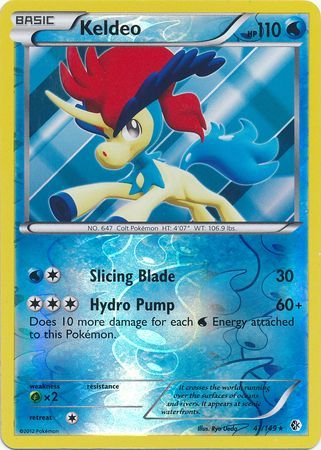 BASIC
Keldeo
HP110
NO. 647 Colt Pokémon HT: 4'07" WT: 106.9 lbs.
Slicing Blade 30
Hydro Pump 60+
Does 10 more damage for each Energy attached
to this Pokémon.
weakness resistance
×2
retreat
It crosses the world, running
over the surfaces of oceans
and rivers. It appears at scenic
waterfronts.
©2012 Pokémon
Illus. Ryo Ueda
47/149 ★